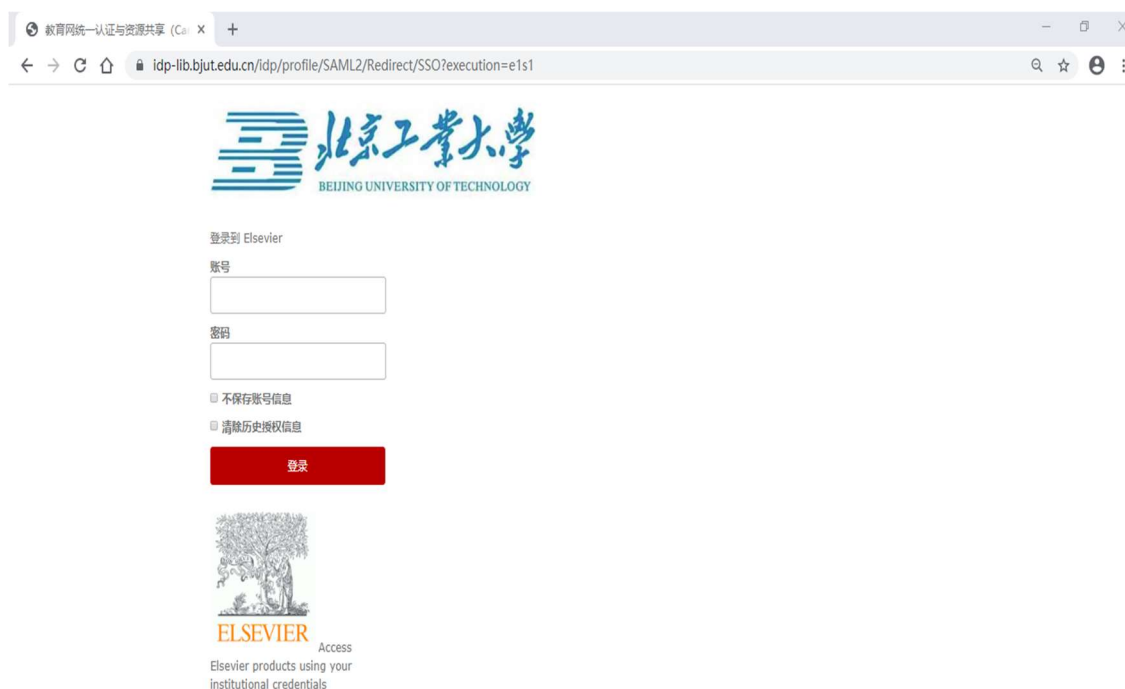 教育网统一认证与资源共享 (Ca
idp-lib.bjut.edu.cn/idp/profile/SAML2/Redirect/SSO?execution=e1s1
北京工業大學
BEIJING UNIVERSITY OF TECHNOLOGY
登录到 Elsevier
账号
密码
不保存账号信息
清除历史授权信息
登录
ELSEVIER
Access
Elsevier products using your
institutional credentials